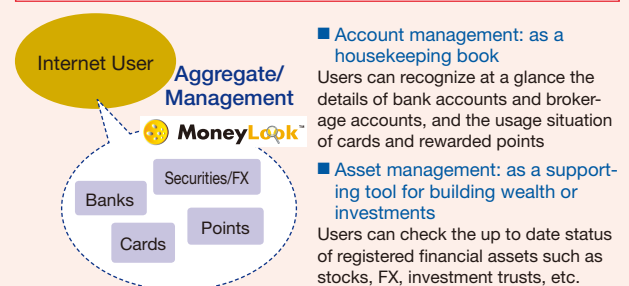 Internet User
Aggregate/
Management
MoneyLook™
Securities/FX
Banks
Points
Cards
■ Account management: as a
housekeeping book
Users can recognize at a glance the
details of bank accounts and broker-
age accounts, and the usage situation
of cards and rewarded points
■ Asset management: as a support-
ing tool for building wealth or
investments
Users can check the up to date status
of registered financial assets such as
stocks, FX, investment trusts, etc.